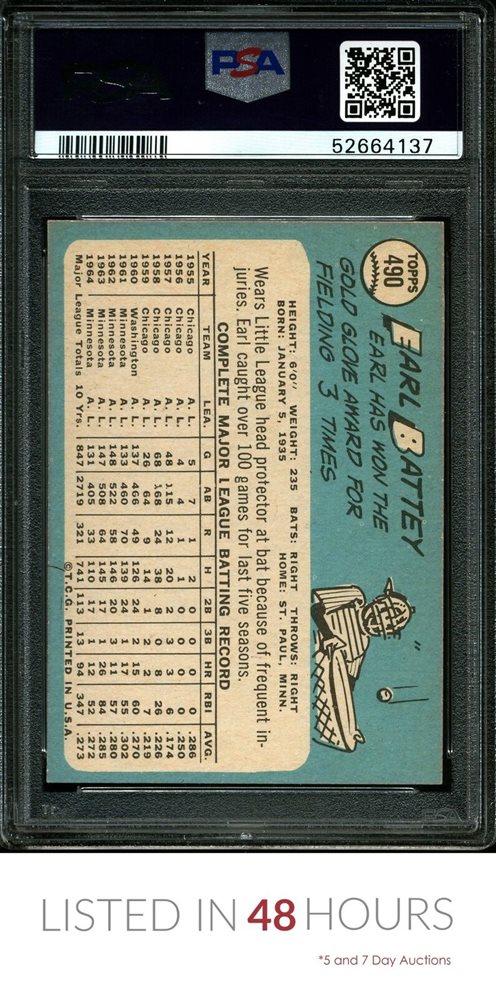 PSA
52664137
TOPPS
490
EARL BATTEY
EARL HAS WON THE
GOLD GLOVE AWARD FOR
FIELDING 3 TIMES
HEIGHT: 6'0" WEIGHT: 235 BATS: RIGHT THROWS: RIGHT
BORN: JANUARY 5, 1935 HOME: ST. PAUL, MINN.
Wears Little League head protector at bat because of frequent in-
juries. Earl caught over 100 games for last five seasons.
COMPLETE MAJOR LEAGUE BATTING RECORD
YEAR TEAM LEA. G AB R H 2B 3B HR RBI AVG.
1955 Chicago A. L. 5 7 1 2 0 0 0 0 .286
1956 Chicago A. L. 4 4 1 1 0 0 0 0 .250
1957 Chicago A. L. 48 115 12 20 2 3 3 6 .174
1958 Chicago A. L. 68 168 24 38 8 0 8 26 .226
1959 Chicago A. L. 26 64 9 14 1 2 2 7 .219
1960 Washington A. L. 137 466 49 126 24 2 15 60 .270
1961 Minnesota A. L. 133 460 70 139 24 1 17 55 .302
1962 Minnesota A. L. 148 522 58 146 20 3 11 57 .280
1963 Minnesota A. L. 147 508 64 145 17 1 26 84 .285
1964 Minnesota A. L. 131 405 33 110 17 1 12 52 .272
Major League Totals 10 Yrs. 847 2719 321 741 113 13 94 347 .273
©T.C.G. PRINTED IN U.S.A.
PSA
LISTED IN 48 HOURS
*5 and 7 Day Auctions